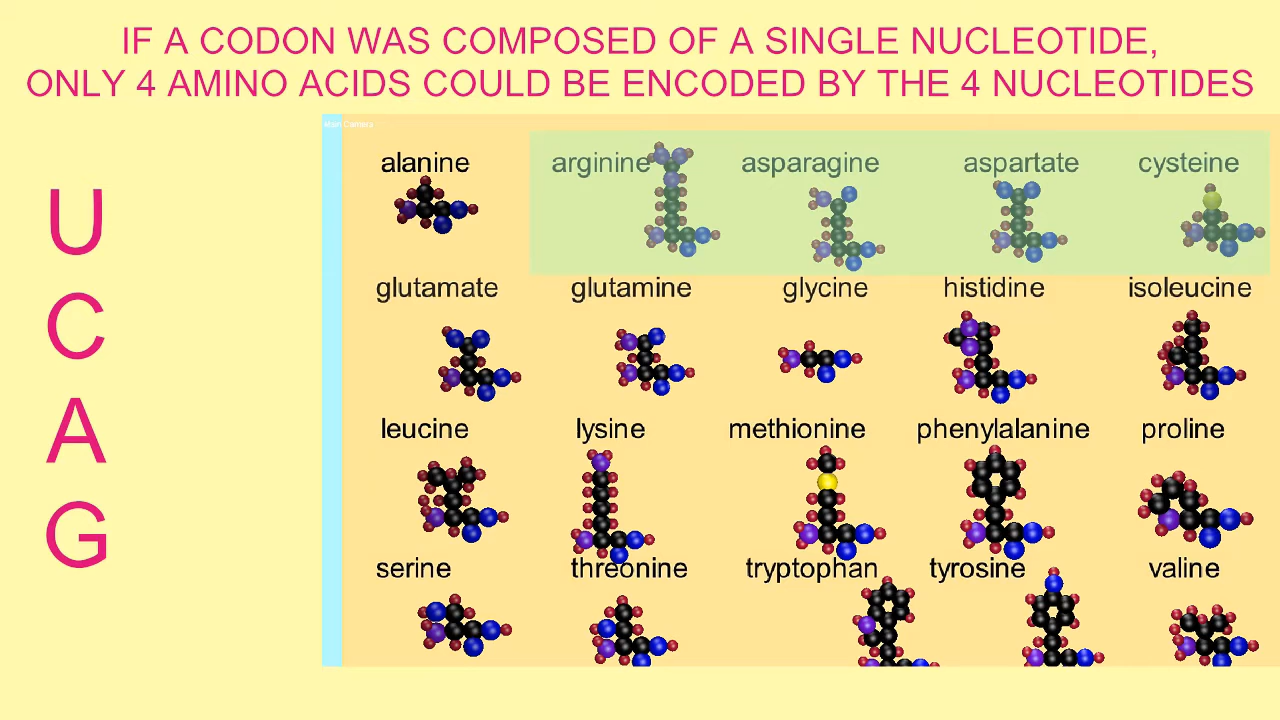 IF A CODON WAS COMPOSED OF A SINGLE NUCLEOTIDE,
ONLY 4 AMINO ACIDS COULD BE ENCODED BY THE 4 NUCLEOTIDES
Main Camera
alanine arginine asparagine aspartate cysteine
U
glutamate glutamine glycine histidine isoleucine
C
leucine lysine methionine phenylalanine proline
A
G
serine threonine tryptophan tyrosine valine